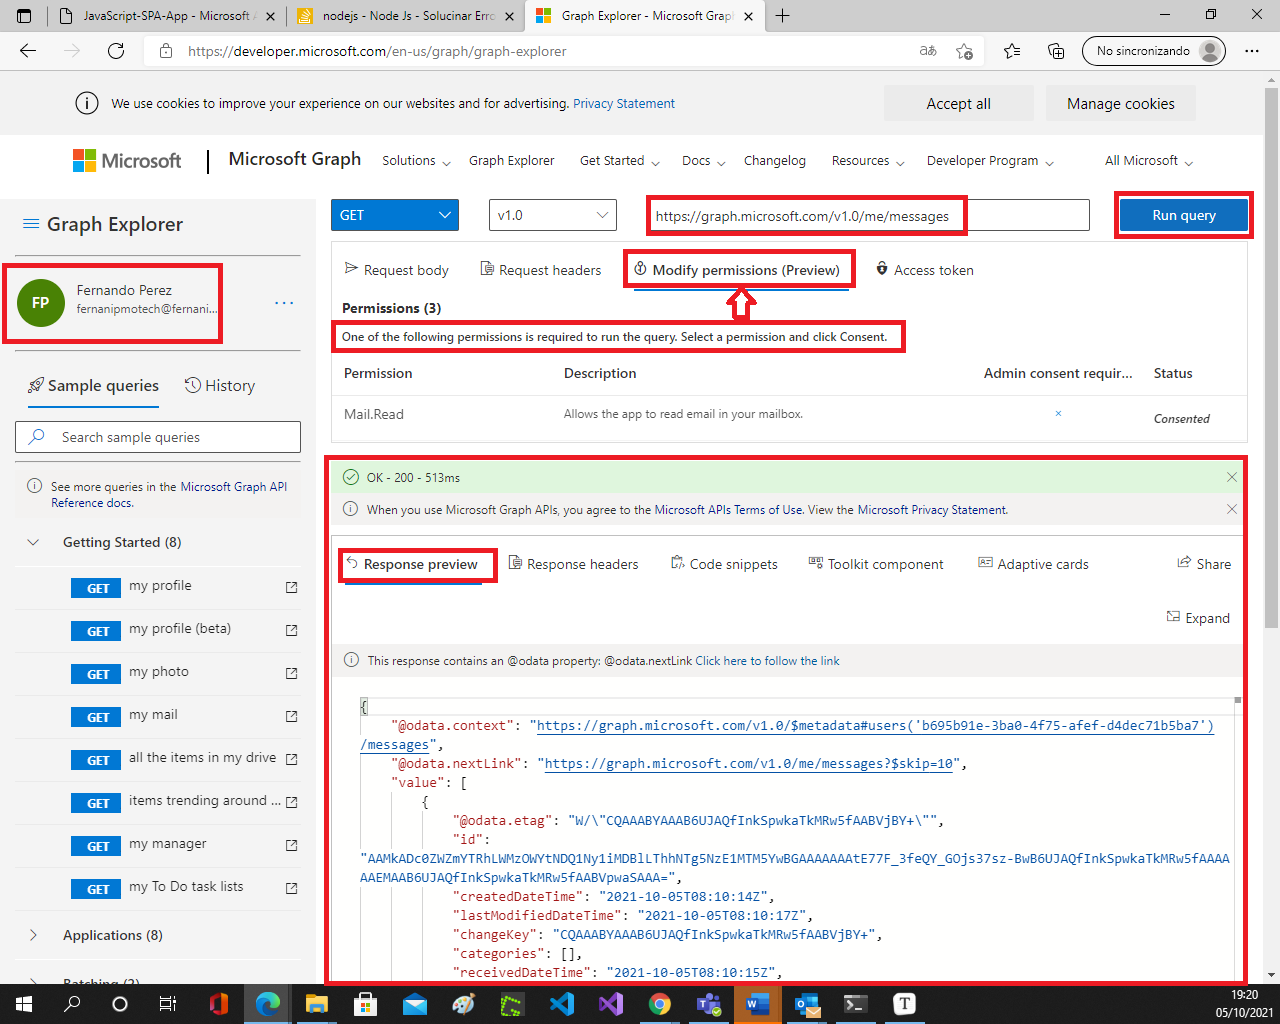 JavaScript-SPA-App - Microsoft A
nodejs - Node Js - Solucinar Erro
Graph Explorer - Microsoft Graph
https://developer.microsoft.com/en-us/graph/graph-explorer
No sincronizando
We use cookies to improve your experience on our websites and for advertising. Privacy Statement
Accept all
Manage cookies
Microsoft
Microsoft Graph
Solutions
Graph Explorer
Get Started
Docs
Changelog
Resources
Developer Program
All Microsoft
Graph Explorer
GET
v1.0
https://graph.microsoft.com/v1.0/me/messages
Run query
FP
Fernando Perez
fernanipmotech@fernani...
Request body
Request headers
Modify permissions (Preview)
Access token
Permissions (3)
One of the following permissions is required to run the query. Select a permission and click Consent.
Permission
Description
Admin consent requir...
Status
Mail.Read
Allows the app to read email in your mailbox.
Consented
Sample queries
History
Search sample queries
See more queries in the Microsoft Graph API
Reference docs.
Getting Started (8)
GET my profile
GET my profile (beta)
GET my photo
GET my mail
GET all the items in my drive
GET items trending around ...
GET my manager
GET my To Do task lists
Applications (8)
Batching (2)
OK - 200 - 513ms
When you use Microsoft Graph APIs, you agree to the Microsoft APIs Terms of Use. View the Microsoft Privacy Statement.
Response preview
Response headers
Code snippets
Toolkit component
Adaptive cards
Share
Expand
This response contains an @odata property: @odata.nextLink Click here to follow the link
{
"@odata.context": "https://graph.microsoft.com/v1.0/$metadata#users('b695b91e-3ba0-4f75-afef-d4dec71b5ba7')
/messages",
"@odata.nextLink": "https://graph.microsoft.com/v1.0/me/messages?$skip=10",
"value": [
{
"@odata.etag": "W/\"CQAAABYAAAB6UJAQfInkSpwkaTkMRw5fAABVjBY+\"",
"id":
"AAMkADc0ZWZmYTRhLWMzOWYtNDQ1Ny1iMDBlLThhNTg5NzE1MTM5YwBGAAAAAAAtE77F_3feQY_GOjs37sz-BwB6UJAQfInkSpwkaTkMRw5fAAAA
AAEMAAB6UJAQfInkSpwkaTkMRw5fAABVpwaSAAA=",
"createdDateTime": "2021-10-05T08:10:14Z",
"lastModifiedDateTime": "2021-10-05T08:10:17Z",
"changeKey": "CQAAABYAAAB6UJAQfInkSpwkaTkMRw5fAABVjBY+",
"categories": [],
"receivedDateTime": "2021-10-05T08:10:15Z",
19:20
05/10/2021